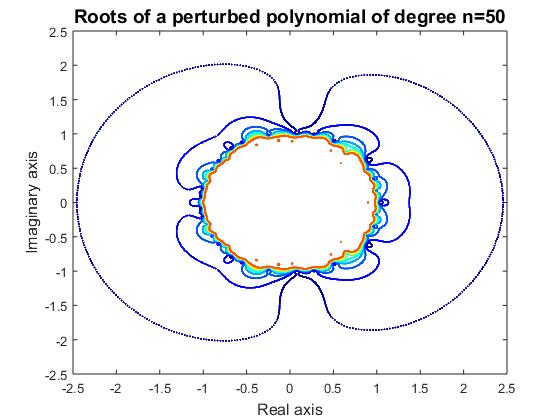 Roots of a perturbed polynomial of degree n=50
2.5
2
1.5
1
0.5
0
-0.5
-1
-1.5
-2
-2.5
Imaginary axis
-2.5 -2 -1.5 -1 -0.5 0 0.5 1 1.5 2 2.5
Real axis